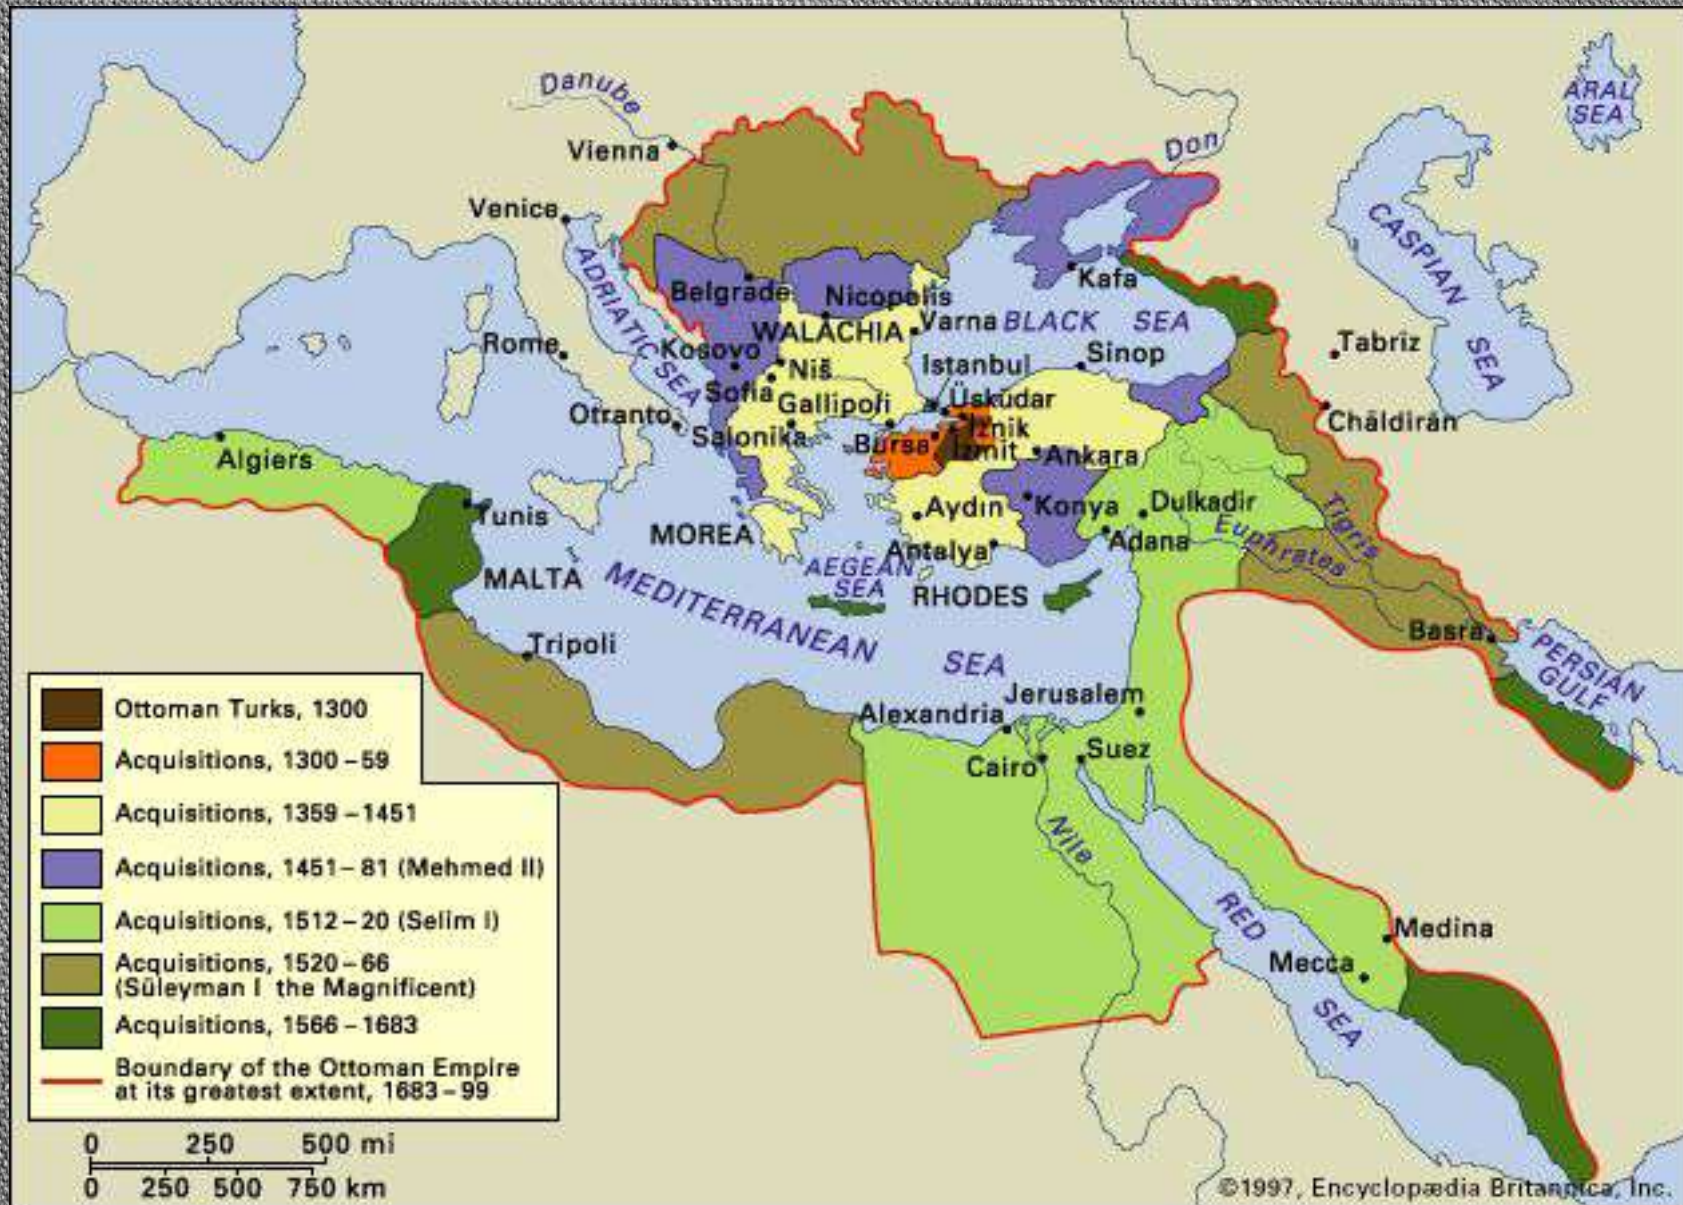 ARAL
SEA
Danube
Don
Vienna
Venice
CASPIAN
SEA
ADRIATIC SEA
Belgrade
Nicopolis
Kafa
WALACHIA
Varna
BLACK SEA
Rome
Kosovo
Niš
Istanbul
Sinop
Tabrīz
Sofia
Gallipoli
Üsküdar
Otranto
Salonika
Bursa
İznik
İzmit
Ankara
Chāldirān
Algiers
Tunis
MOREA
Aydın
Konya
Dulkadir
Tigris
Euphrates
Antalya
Adana
MALTA
AEGEAN
SEA
RHODES
MEDITERRANEAN SEA
Tripoli
Basra
PERSIAN
GULF
Jerusalem
Alexandria
Cairo
Suez
Nile
RED
SEA
Medina
Mecca
Ottoman Turks, 1300
Acquisitions, 1300–59
Acquisitions, 1359–1451
Acquisitions, 1451–81 (Mehmed II)
Acquisitions, 1512–20 (Selim I)
Acquisitions, 1520–66
(Süleyman I the Magnificent)
Acquisitions, 1566–1683
Boundary of the Ottoman Empire
at its greatest extent, 1683–99
0 250 500 mi
0 250 500 750 km
©1997, Encyclopædia Britannica, Inc.